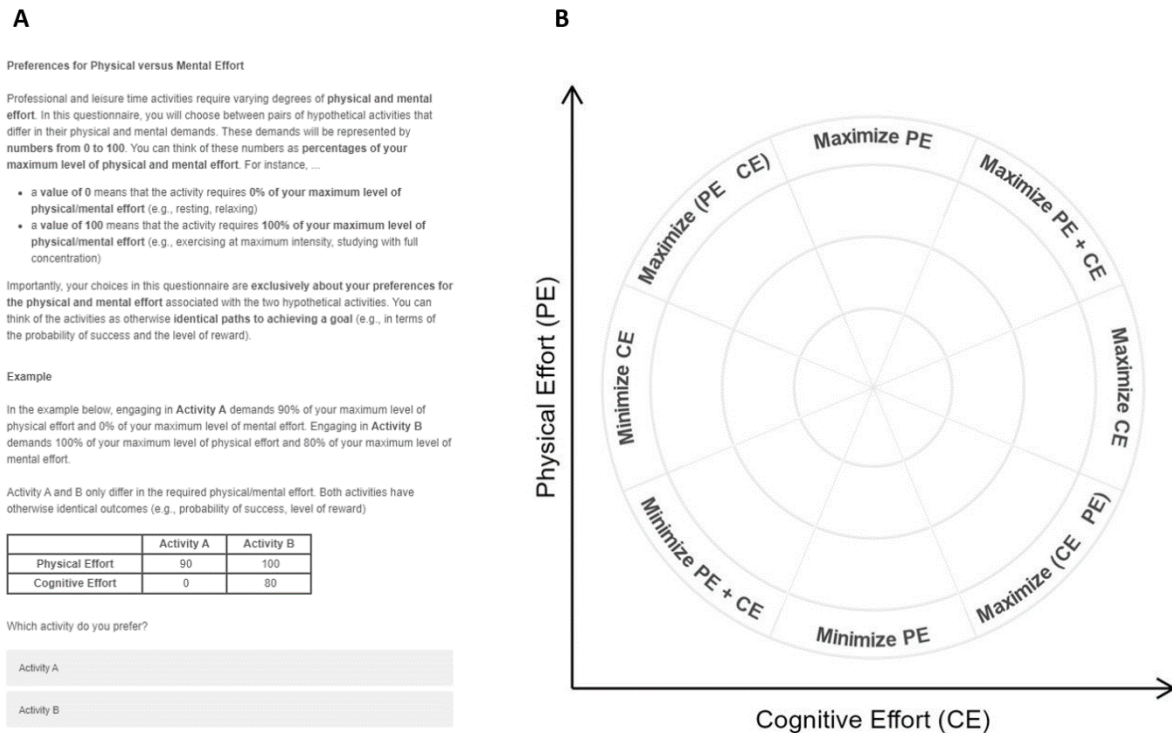 A
Preferences for Physical versus Mental Effort
Professional and leisure time activities require varying degrees of physical and mental
effort. In this questionnaire, you will choose between pairs of hypothetical activities that
differ in their physical and mental demands. These demands will be represented by
numbers from 0 to 100. You can think of these numbers as percentages of your
maximum level of physical and mental effort. For instance, ...
• a value of 0 means that the activity requires 0% of your maximum level of
physical/mental effort (e.g., resting, relaxing)
• a value of 100 means that the activity requires 100% of your maximum level of
physical/mental effort (e.g., exercising at maximum intensity, studying with full
concentration)
Importantly, your choices in this questionnaire are exclusively about your preferences for
the physical and mental effort associated with the two hypothetical activities. You can
think of the activities as otherwise identical paths to achieving a goal (e.g., in terms of
the probability of success and the level of reward).
Example
In the example below, engaging in Activity A demands 90% of your maximum level of
physical effort and 0% of your maximum level of mental effort. Engaging in Activity B
demands 100% of your maximum level of physical effort and 80% of your maximum level of
mental effort.
Activity A and B only differ in the required physical/mental effort. Both activities have
otherwise identical outcomes (e.g., probability of success, level of reward)
Activity A Activity B
Physical Effort 90 100
Cognitive Effort 0 80
Which activity do you prefer?
Activity A
Activity B
B
Physical Effort (PE)
Maximize PE
Maximize PE + CE
Maximize CE
Maximize (CE PE)
Minimize PE
Minimize PE + CE
Minimize CE
Maximize (PE CE)
Cognitive Effort (CE)